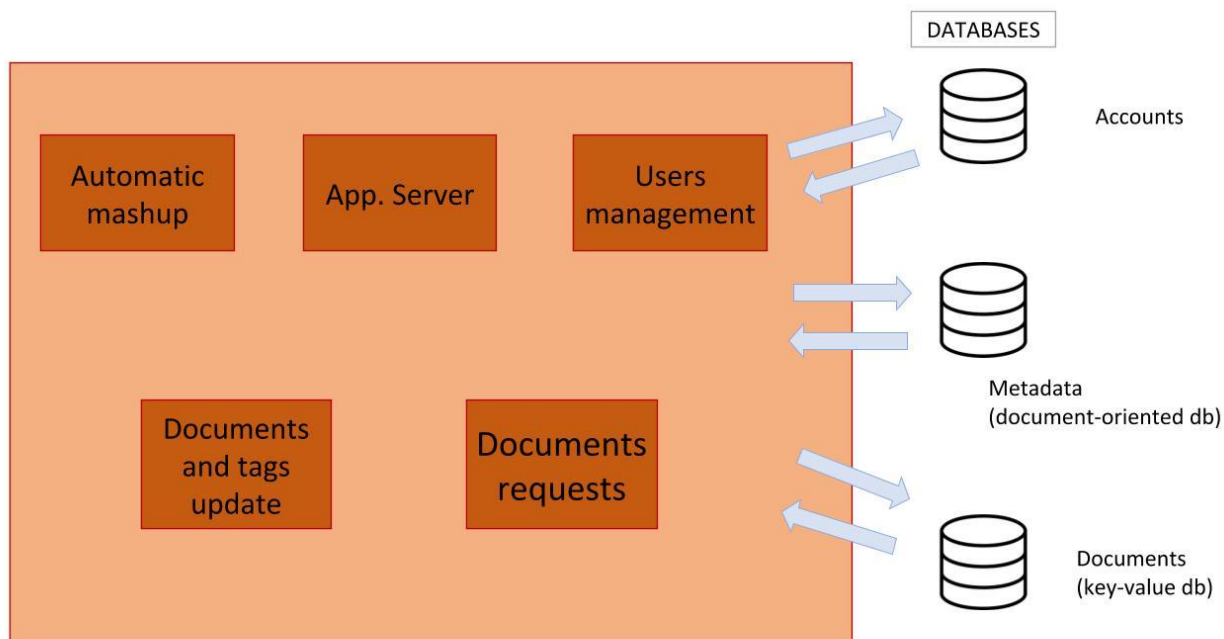 DATABASES
Accounts
Automatic
mashup
App. Server
Users
management
Metadata
(document-oriented db)
Documents
and tags
update
Documents
requests
Documents
(key-value db)